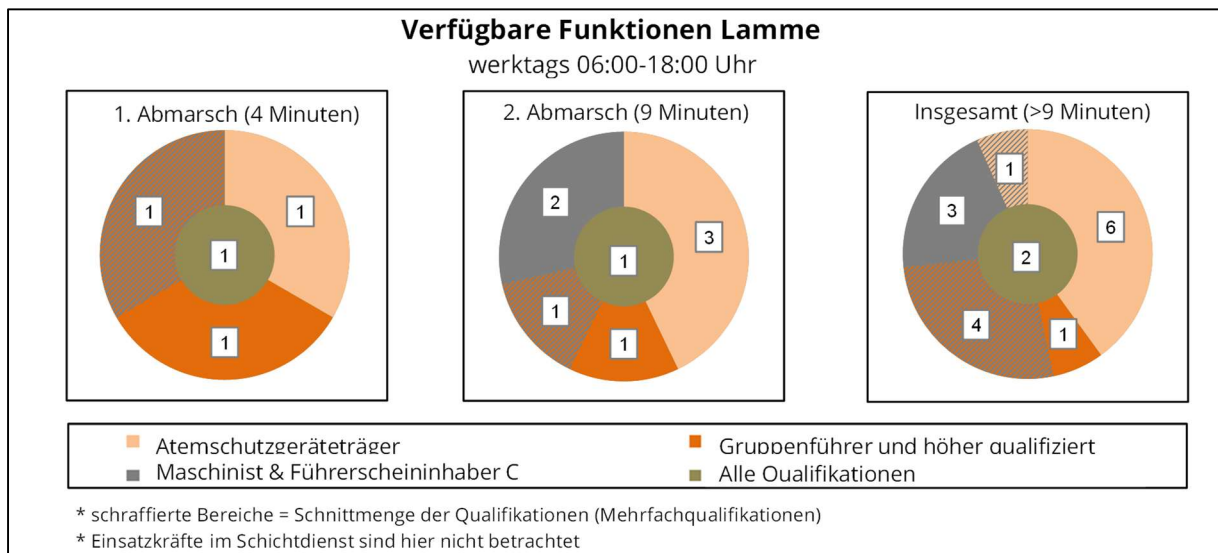 Verfügbare Funktionen Lamme
werktags 06:00-18:00 Uhr
1. Abmarsch (4 Minuten)
1
1
1
1
2. Abmarsch (9 Minuten)
2
3
1
1
1
Insgesamt (>9 Minuten)
1
3
6
2
4
1
Atemschutzgeräteträger
Gruppenführer und höher qualifiziert
Maschinist & Führerscheininhaber C
Alle Qualifikationen
* schraffierte Bereiche = Schnittmenge der Qualifikationen (Mehrfachqualifikationen)
* Einsatzkräfte im Schichtdienst sind hier nicht betrachtet